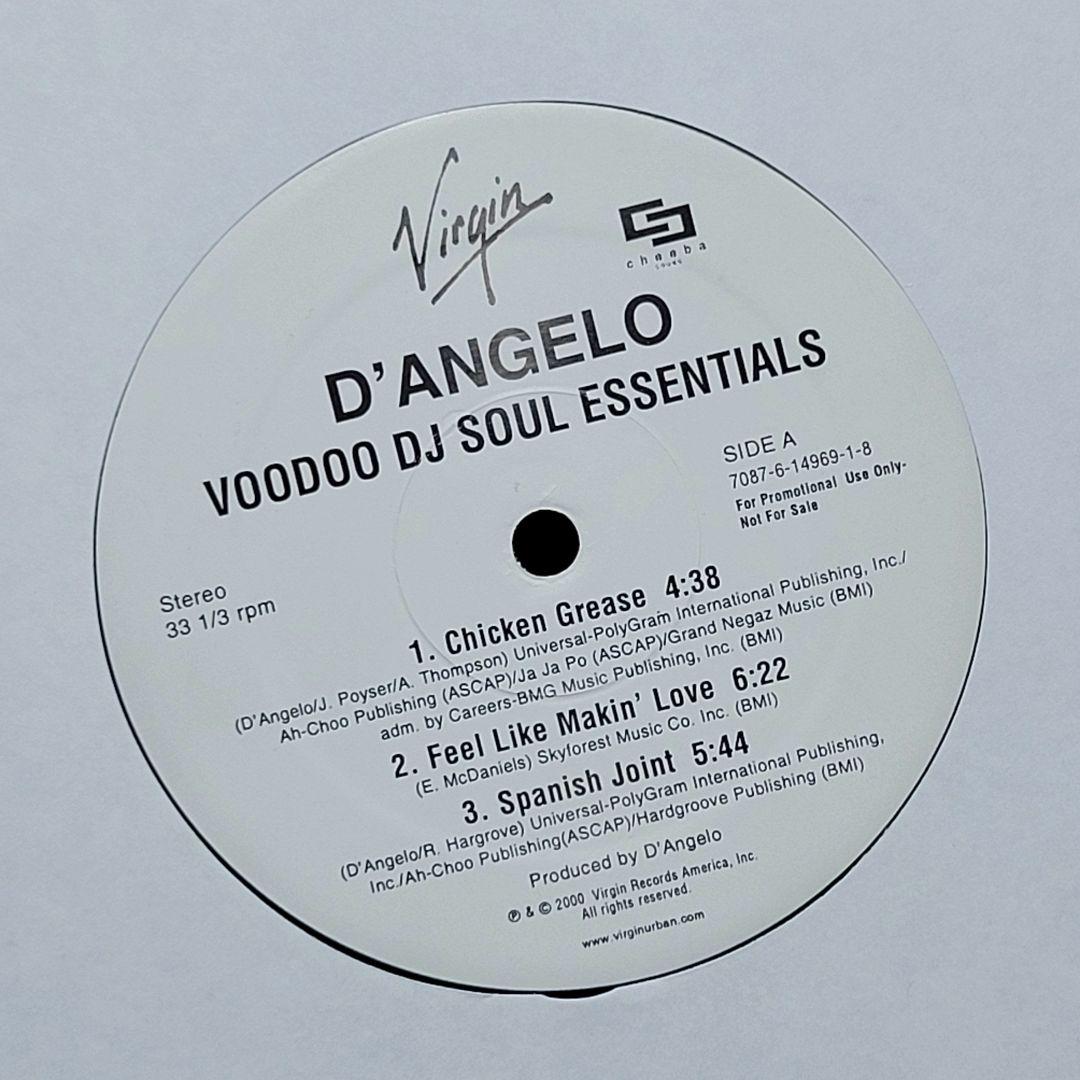 Virgin
cheeba
sound
D'ANGELO
VOODOO DJ SOUL ESSENTIALS
SIDE A
7087-6-14969-1-8
For Promotional Use Only-
Not For Sale
Stereo
33 1/3 rpm
1. Chicken Grease 4:38
(D'Angelo/J. Poyser/A. Thompson) Universal-PolyGram International Publishing, Inc./
Ah-Choo Publishing (ASCAP)/Ja Ja Po (ASCAP)/Grand Negaz Music (BMI)
adm. by Careers-BMG Music Publishing, Inc. (BMI)
2. Feel Like Makin' Love 6:22
(E. McDaniels) Skyforest Music Co. Inc. (BMI)
3. Spanish Joint 5:44
(D'Angelo/R. Hargrove) Universal-PolyGram International Publishing,
Inc./Ah-Choo Publishing(ASCAP)/Hardgroove Publishing (BMI)
Produced by D'Angelo
℗ & © 2000 Virgin Records America, Inc.
All rights reserved.
www.virginurban.com